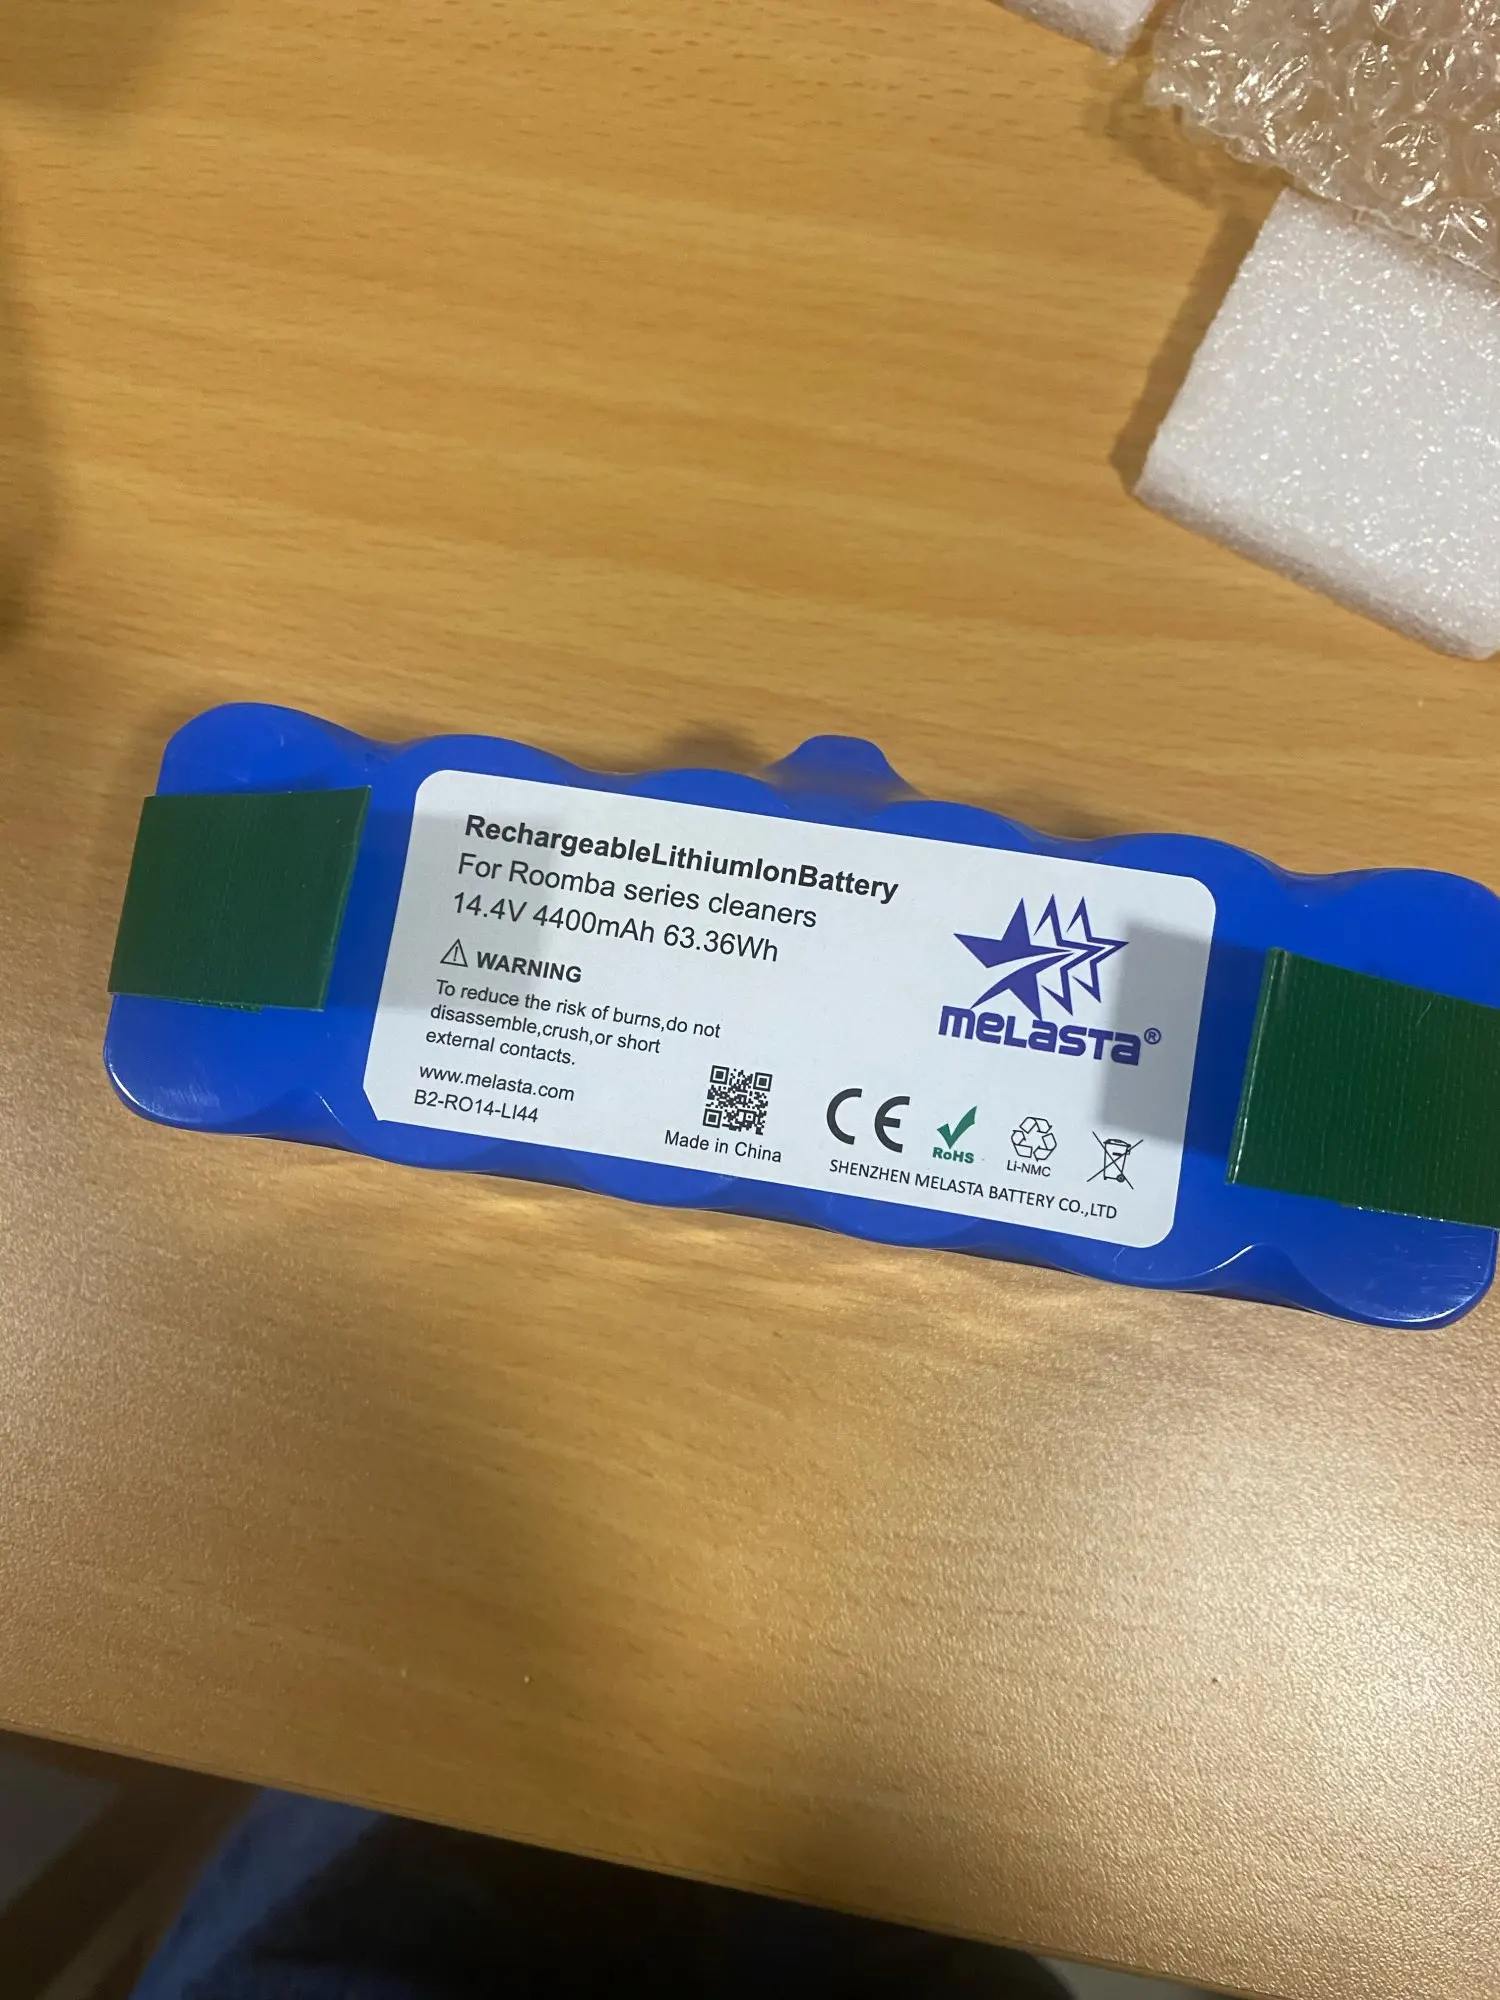 RechargeableLithiumIonBattery
For Roomba series cleaners
14.4V 4400mAh 63.36Wh
WARNING
To reduce the risk of burns,do not
disassemble,crush,or short
external contacts.
www.melasta.com
B2-RO14-LI44
Made in China
MELASTA®
CE
RoHS
Li-NMC
SHENZHEN MELASTA BATTERY CO.,LTD